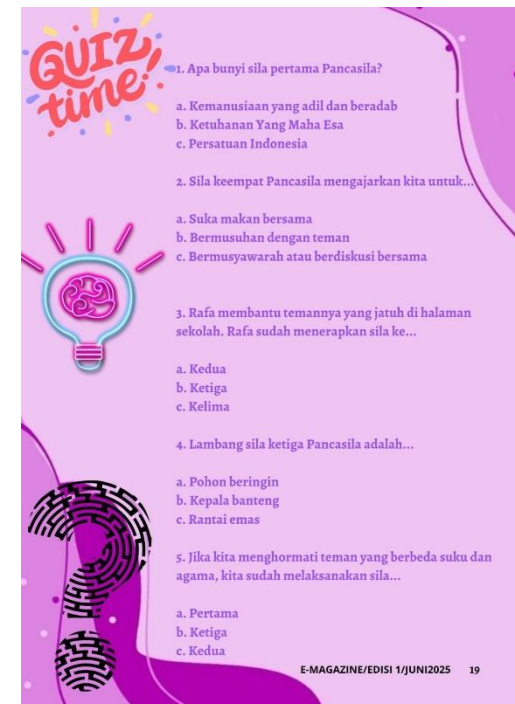 QUIZ
time!
1. Apa bunyi sila pertama Pancasila?
a. Kemanusiaan yang adil dan beradab
b. Ketuhanan Yang Maha Esa
c. Persatuan Indonesia
2. Sila keempat Pancasila mengajarkan kita untuk...
a. Suka makan bersama
b. Bermusuhan dengan teman
c. Bermusyawarah atau berdiskusi bersama
3. Rafa membantu temannya yang jatuh di halaman
sekolah. Rafa sudah menerapkan sila ke...
a. Kedua
b. Ketiga
c. Kelima
4. Lambang sila ketiga Pancasila adalah...
a. Pohon beringin
b. Kepala banteng
c. Rantai emas
5. Jika kita menghormati teman yang berbeda suku dan
agama, kita sudah melaksanakan sila...
a. Pertama
b. Ketiga
c. Kedua
E-MAGAZINE/EDISI 1/JUNI2025 19